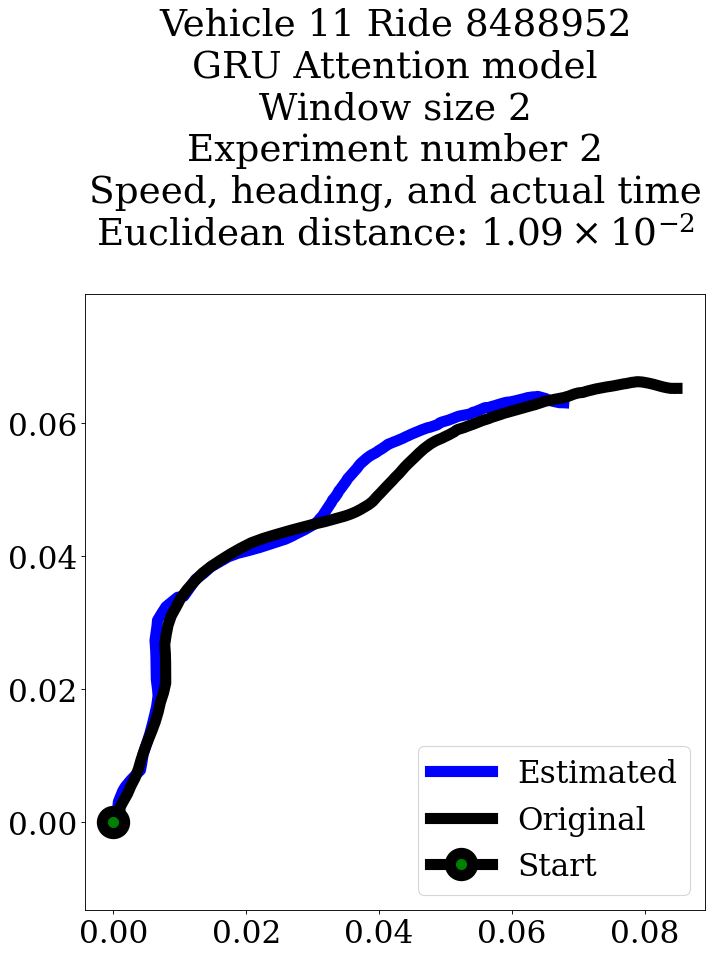 Vehicle 11 Ride 8488952
GRU Attention model
Window size 2
Experiment number 2
Speed, heading, and actual time
Euclidean distance: 1.09 × 10⁻²
0.06
0.04
0.02
0.00
Estimated
Original
Start
0.00 0.02 0.04 0.06 0.08